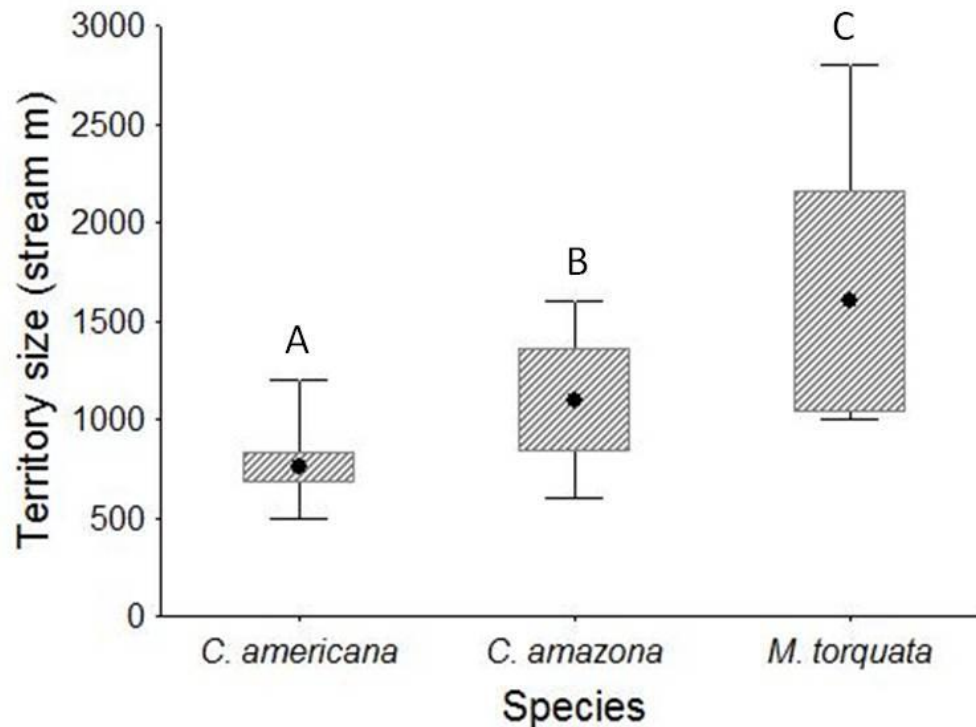 Territory size (stream m)
3000
2500
2000
1500
1000
500
0
A
B
C
C. americana
C. amazona
M. torquata
Species